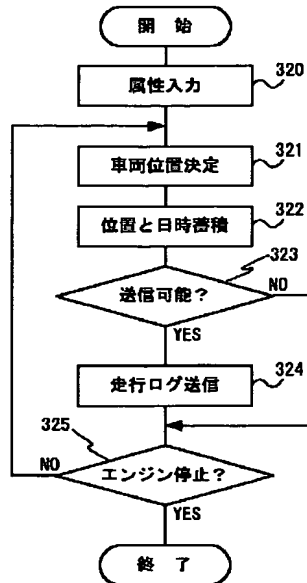 開 始
320
属性入力
321
車両位置決定
322
位置と日時蓄積
323
送信可能？
NO
YES
324
走行ログ送信
325
エンジン停止？
NO
YES
終 了